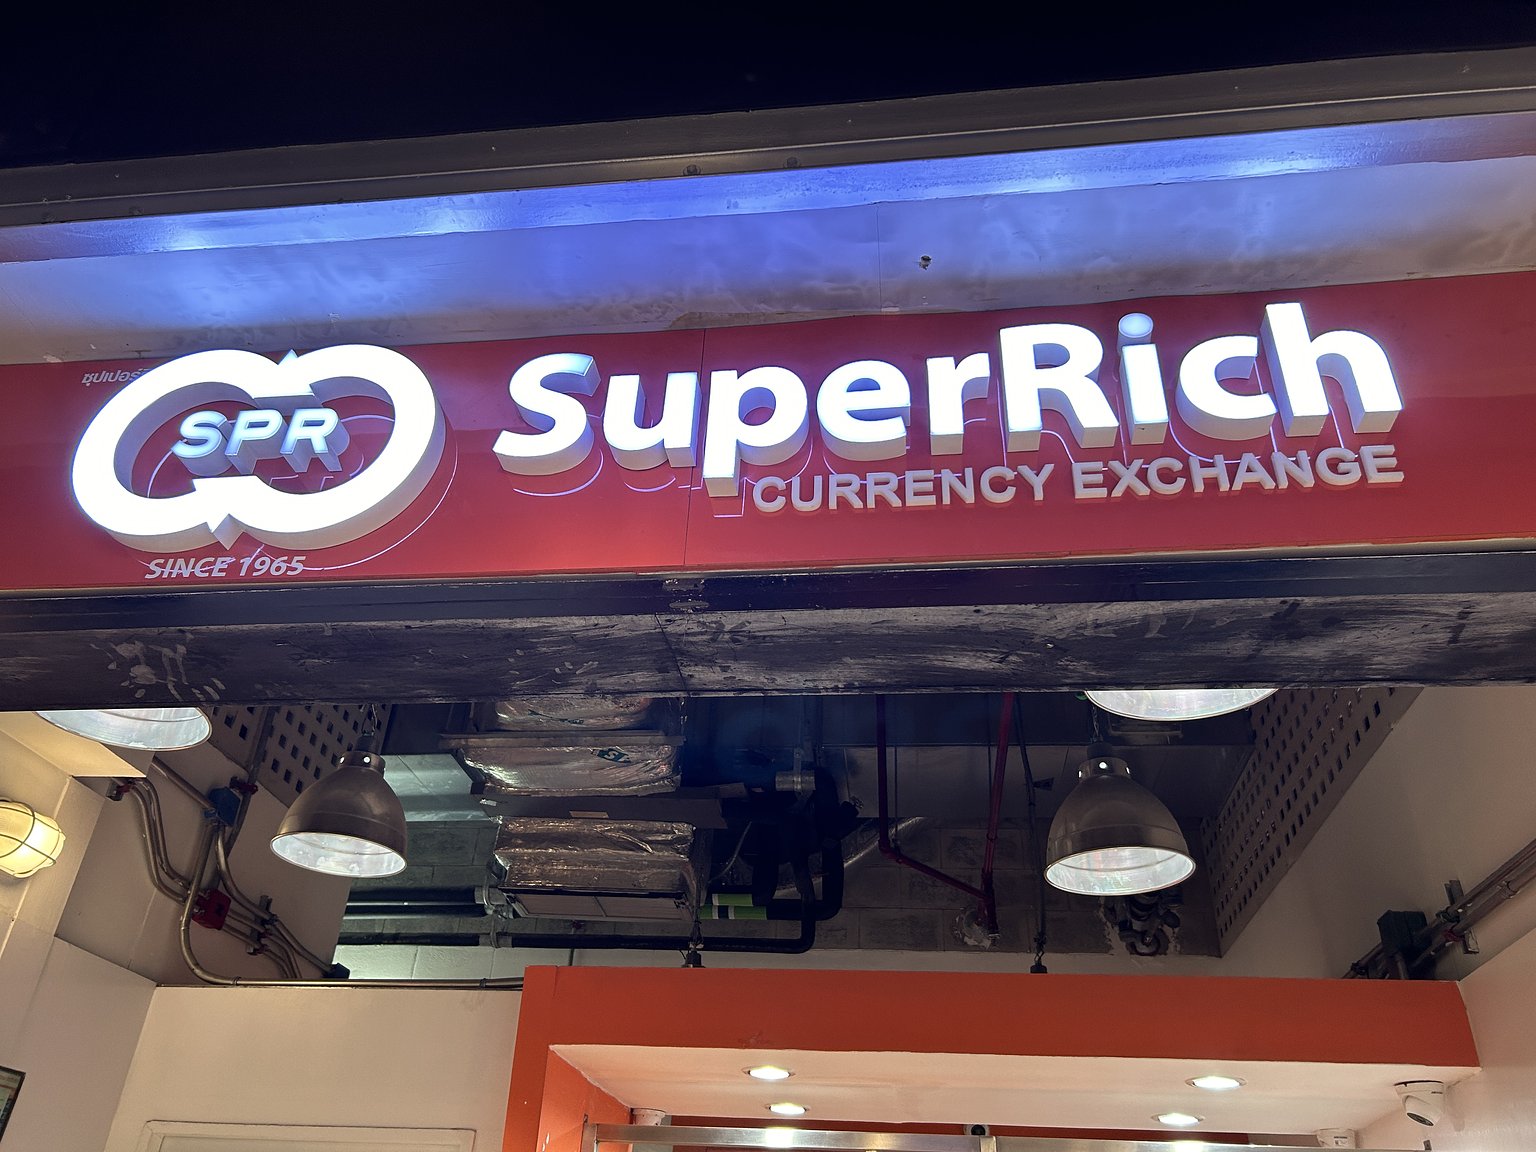 SPR
SINCE 1965
SuperRich
CURRENCY EXCHANGE